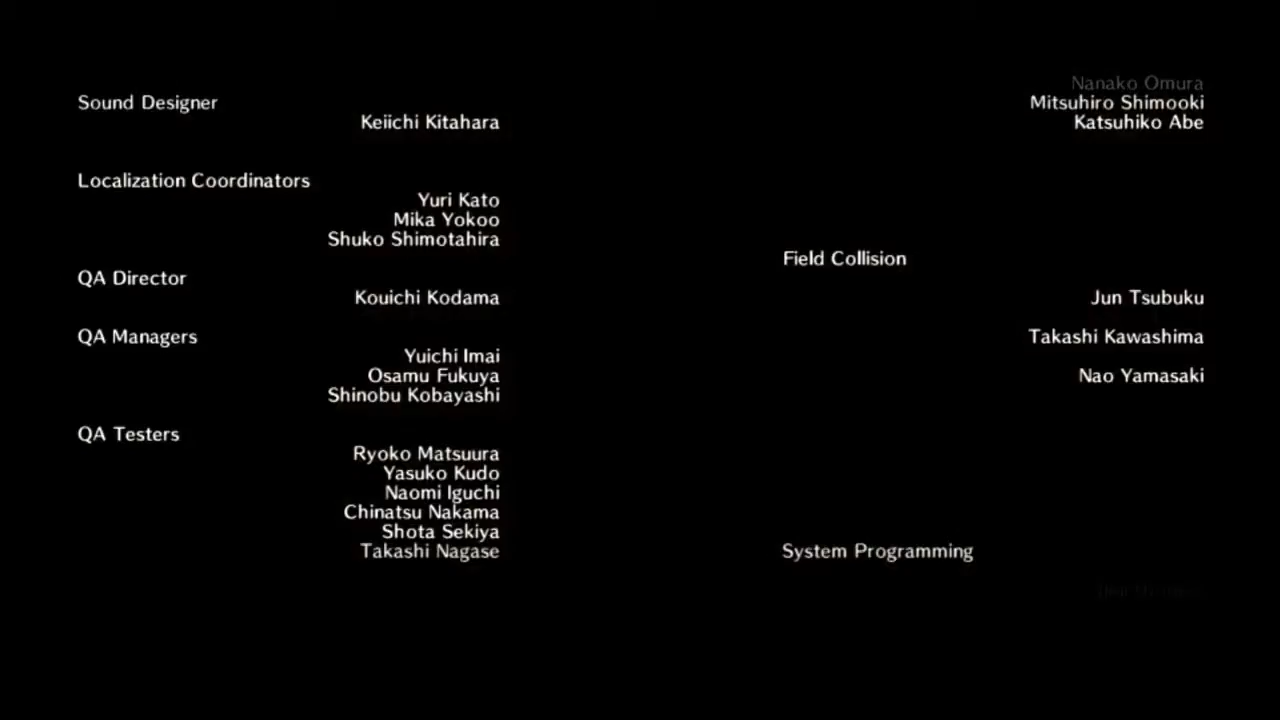 Sound Designer
Keiichi Kitahara
Localization Coordinators
Yuri Kato
Mika Yokoo
Shuko Shimotahira
QA Director
Kouichi Kodama
QA Managers
Yuichi Imai
Osamu Fukuya
Shinobu Kobayashi
QA Testers
Ryoko Matsuura
Yasuko Kudo
Naomi Iguchi
Chinatsu Nakama
Shota Sekiya
Takashi Nagase
Nanako Omura
Mitsuhiro Shimooki
Katsuhiko Abe
Field Collision
Jun Tsubuku
Takashi Kawashima
Nao Yamasaki
System Programming